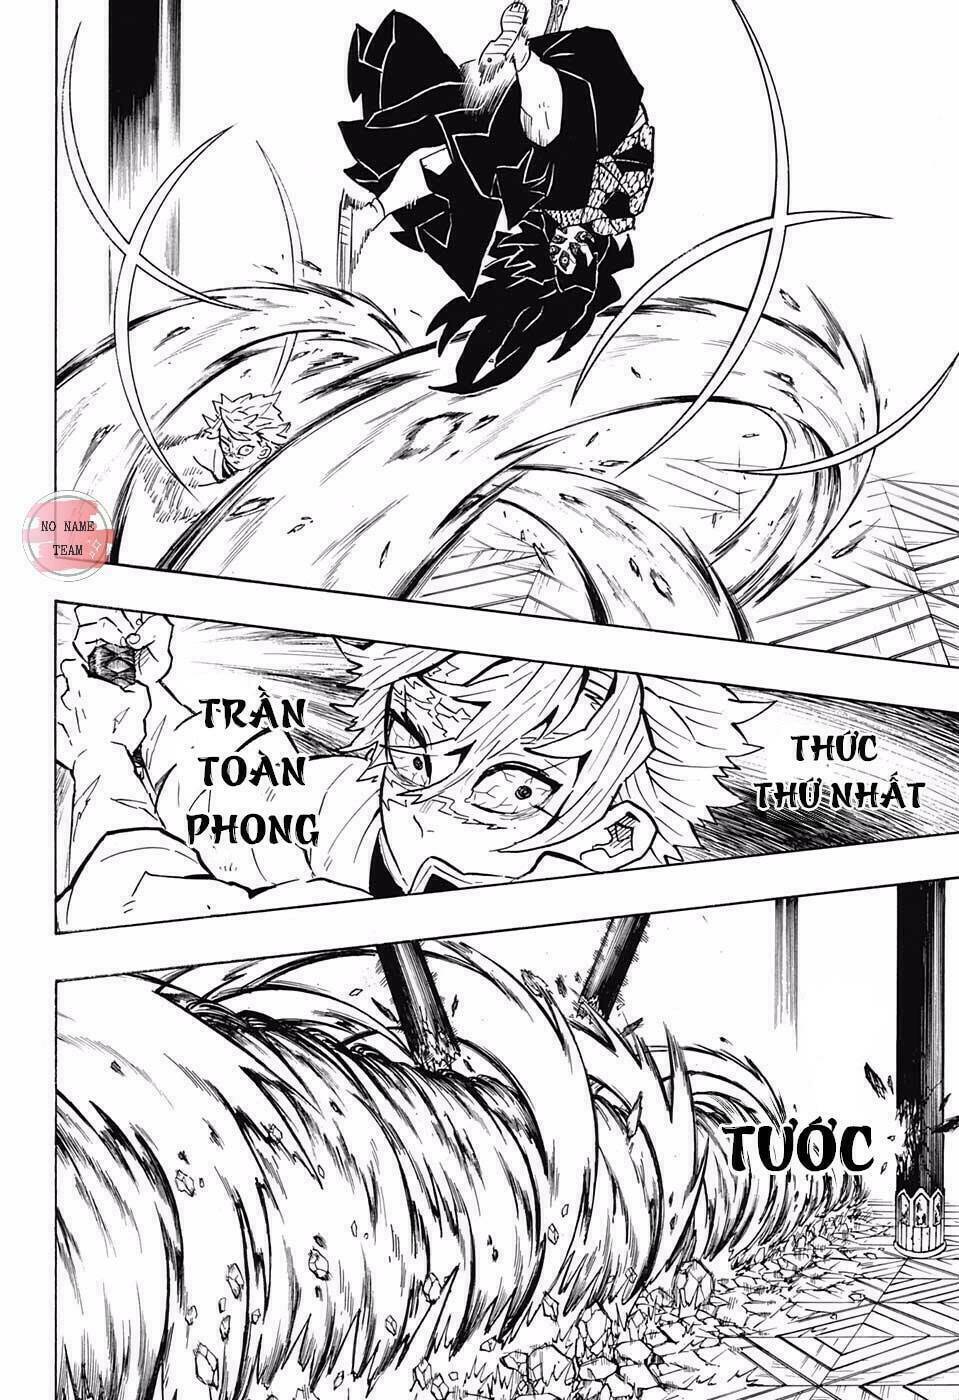 NO NAME
TEAM
THỨC
THỨ NHẤT
TRẦN
TOÀN
PHONG
TƯỚC